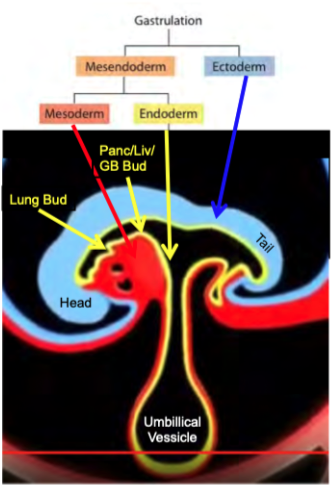 Gastrulation
Mesendoderm
Ectoderm
Mesoderm
Endoderm
Panc/Liv/
GB Bud
Lung Bud
Tail
Head
Umbillical
Vessicle